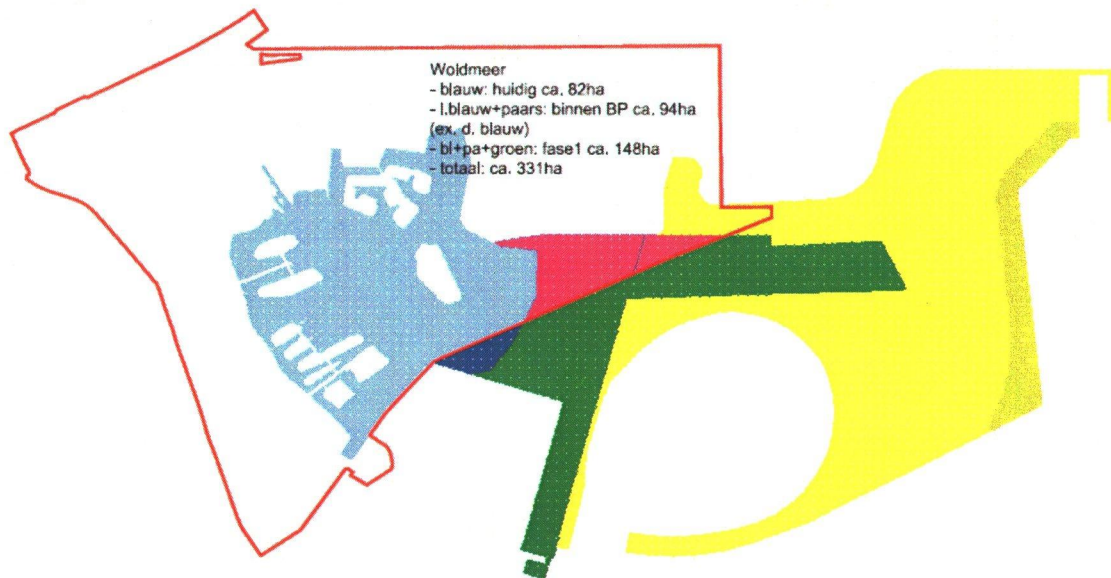 Woldmeer
- blauw: huidig ca. 82ha
- l.blauw+paars: binnen BP ca. 94ha
(ex. d. blauw)
- bl+pa+groen: fase1 ca. 148ha
- totaal: ca. 331ha